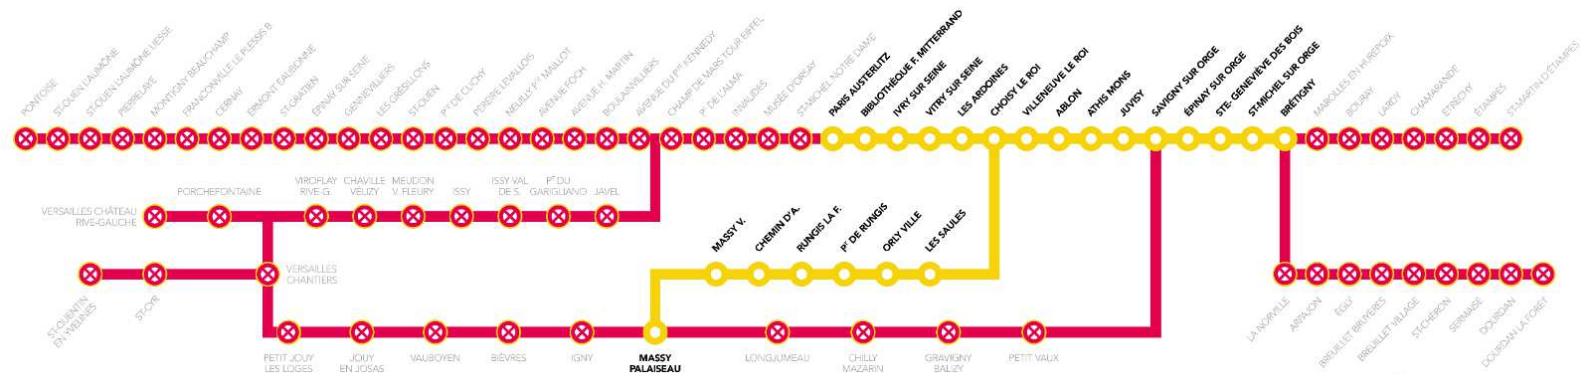 PONTOISE
ST-OUEN L'AUMÔNE
ST-OUEN L'AUMÔNE LIESSE
PIERRELAYE
MONTIGNY BEAUCHAMP
FRANCONVILLE LE PLESSIS B.
CERNAY
ERMONT EAUBONNE
ST-GRATIEN
ÉPINAY SUR SEINE
GENNEVILLIERS
LES GRÉSILLONS
ST-OUEN
Pᵗᵉ DE CLICHY
PEREIRE LEVALLOIS
NEUILLY Pᵗᵉ MAILLOT
AVENUE FOCH
AVENUE H. MARTIN
BOULAINVILLIERS
AVENUE DU Pᵈᵗ KENNEDY
CHAMP DE MARS TOUR EIFFEL
Pᵗ DE L'ALMA
INVALIDES
MUSÉE D'ORSAY
ST-MICHEL NOTRE DAME
PARIS AUSTERLITZ
BIBLIOTHÈQUE F. MITTERRAND
IVRY SUR SEINE
VITRY SUR SEINE
LES ARDOINES
CHOISY LE ROI
VILLENEUVE LE ROI
ABLON
ATHIS MONS
JUVISY
SAVIGNY SUR ORGE
ÉPINAY SUR ORGE
STE- GENEVIÈVE DES BOIS
ST-MICHEL SUR ORGE
BRÉTIGNY
MAROLLES EN HUREPOIX
BOURAY
LARDY
CHAMARANDE
ETRÉCHY
ÉTAMPES
ST-MARTIN D'ÉTAMPES
VERSAILLES CHÂTEAU
RIVE-GAUCHE
PORCHEFONTAINE
VIROFLAY
RIVE-G.
CHAVILLE
VÉLIZY
MEUDON
V. FLEURY
ISSY
ISSY-VAL
DE S.
Pᵗ DU
GARIGLIANO
JAVEL
MASSY V.
CHEMIN D'A.
RUNGIS LA F.
Pᵗ DE RUNGIS
ORLY VILLE
LES SAULES
ST-QUENTIN
EN YVELINES
ST-CYR
VERSAILLES
CHANTIERS
LA NORVILLE
ARPAJON
ÉGLY
BREUILLET BRUYÈRES
BREUILLET VILLAGE
ST-CHÉRON
SERMAISE
DOURDAN
DOURDAN LA FORÊT
PETIT JOUY
LES LOGES
JOUY
EN JOSAS
VAUBOYEN
BIÈVRES
IGNY
MASSY
PALAISEAU
LONGJUMEAU
CHILLY
MAZARIN
GRAVIGNY
BALIZY
PETIT VAUX